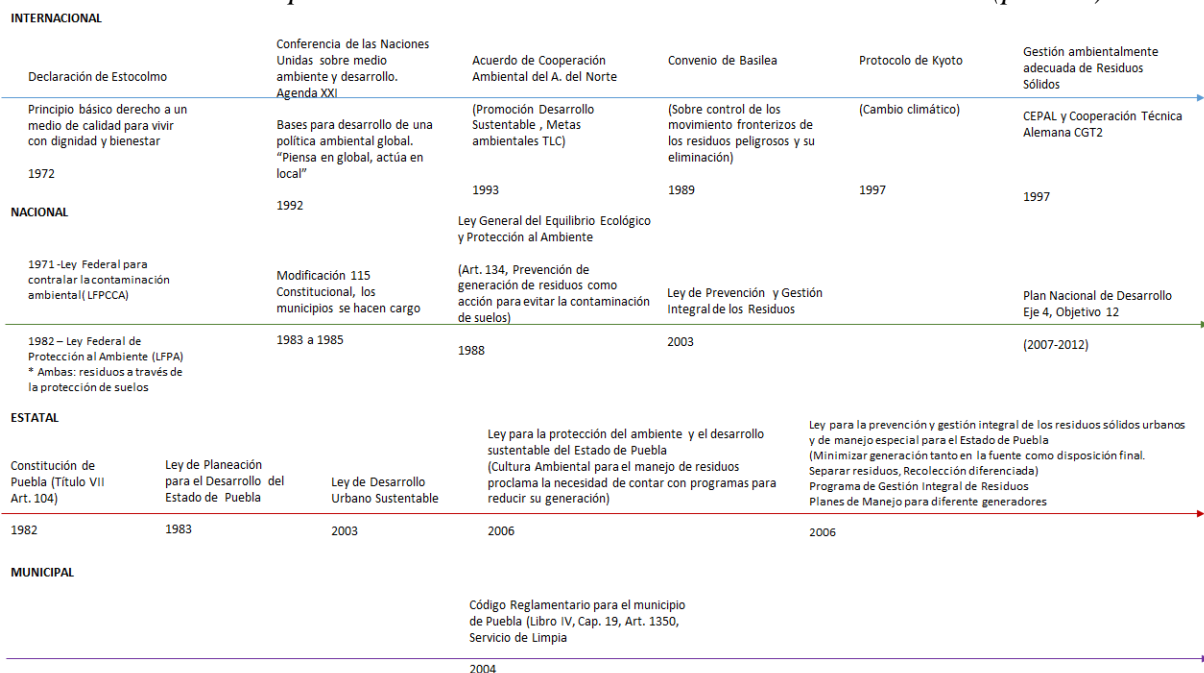 INTERNACIONAL
Declaración de Estocolmo
Conferencia de las Naciones
Unidas sobre medio
ambiente y desarrollo.
Agenda XXI
Acuerdo de Cooperación
Ambiental del A. del Norte
Convenio de Basilea
Protocolo de Kyoto
Gestión ambientalmente
adecuada de Residuos
Sólidos
Principio básico derecho a un
medio de calidad para vivir
con dignidad y bienestar
1972
Bases para desarrollo de una
política ambiental global.
“Piensa en global, actúa en
local”
1992
(Promoción Desarrollo
Sustentable , Metas
ambientales TLC)
1993
(Sobre control de los
movimiento fronterizos de
los residuos peligrosos y su
eliminación)
1989
(Cambio climático)
1997
CEPAL y Cooperación Técnica
Alemana CGT2
1997
NACIONAL
1971-Ley Federal para
contralar la contaminación
ambiental( LFPCCA)
Modificación 115
Constitucional, los
municipios se hacen cargo
Ley General del Equilibrio Ecológico
y Protección al Ambiente
(Art. 134, Prevención de
generación de residuos como
acción para evitar la contaminación
de suelos)
Ley de Prevención y Gestión
Integral de los Residuos
Plan Nacional de Desarrollo
Eje 4, Objetivo 12
1982 – Ley Federal de
Protección al Ambiente (LFPA)
* Ambas: residuos a través de
la protección de suelos
1983 a 1985
1988
2003
(2007-2012)
ESTATAL
Constitución de
Puebla (Título VII
Art. 104)
Ley de Planeación
para el Desarrollo del
Estado de Puebla
Ley de Desarrollo
Urbano Sustentable
Ley para la protección del ambiente y el desarrollo
sustentable del Estado de Puebla
(Cultura Ambiental para el manejo de residuos
proclama la necesidad de contar con programas para
reducir su generación)
Ley para la prevención y gestión integral de los residuos sólidos urbanos
y de manejo especial para el Estado de Puebla
(Minimizar generación tanto en la fuente como disposición final.
Separar residuos, Recolección diferenciada)
Programa de Gestión Integral de Residuos
Planes de Manejo para diferente generadores
1982
1983
2003
2006
2006
MUNICIPAL
Código Reglamentario para el municipio
de Puebla (Libro IV, Cap. 19, Art. 1350,
Servicio de Limpia
2004